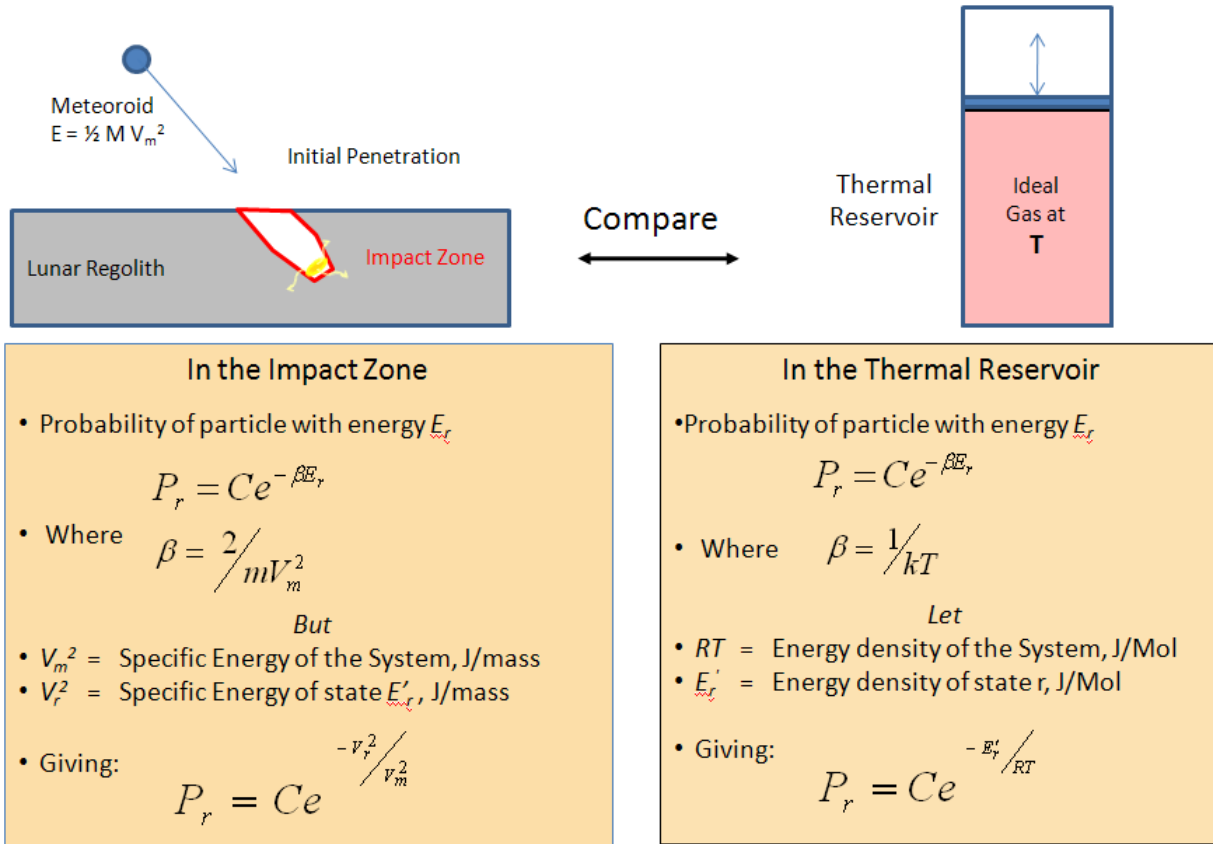 Meteoroid
E = ½ M Vₘ²
Initial Penetration
Lunar Regolith
Impact Zone
Compare
Thermal
Reservoir
Ideal
Gas at
T
In the Impact Zone
• Probability of particle with energy Eᵣ
Pᵣ = Ce^(-βEᵣ)
• Where β = 2/mVₘ²
But
• Vₘ² = Specific Energy of the System, J/mass
• Vᵣ² = Specific Energy of state E′ᵣ, J/mass
• Giving:
Pᵣ = Ce^(-Vᵣ²/Vₘ²)
In the Thermal Reservoir
•Probability of particle with energy Eᵣ
Pᵣ = Ce^(-βEᵣ)
• Where β = 1/kT
Let
• RT = Energy density of the System, J/Mol
• Eᵣ′ = Energy density of state r, J/Mol
• Giving:
Pᵣ = Ce^(-E′ᵣ/RT)